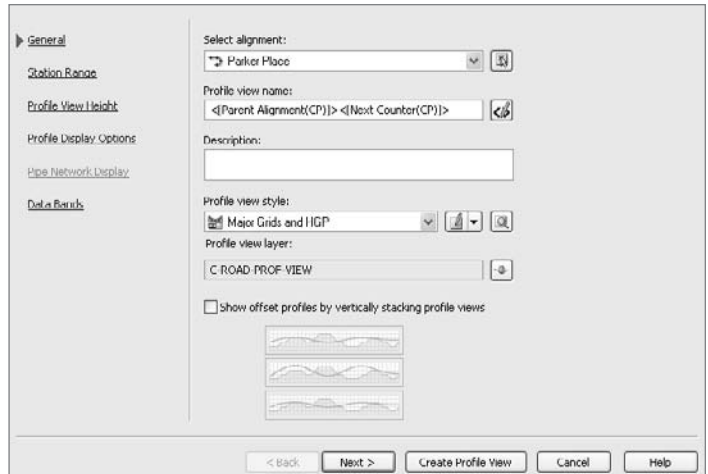 General
Station Range
Profile View Height
Profile Display Options
Pipe Network Display
Data Bands
Select alignment:
Parker Place
Profile view name:
<[Parent Alignment(CP)]><[Next Counter(CP)]>
Description:
Profile view style:
Major Grids and HGP
Profile view layer:
C-ROAD-PROF-VIEW
Show offset profiles by vertically stacking profile views
< Back
Next >
Create Profile View
Cancel
Help